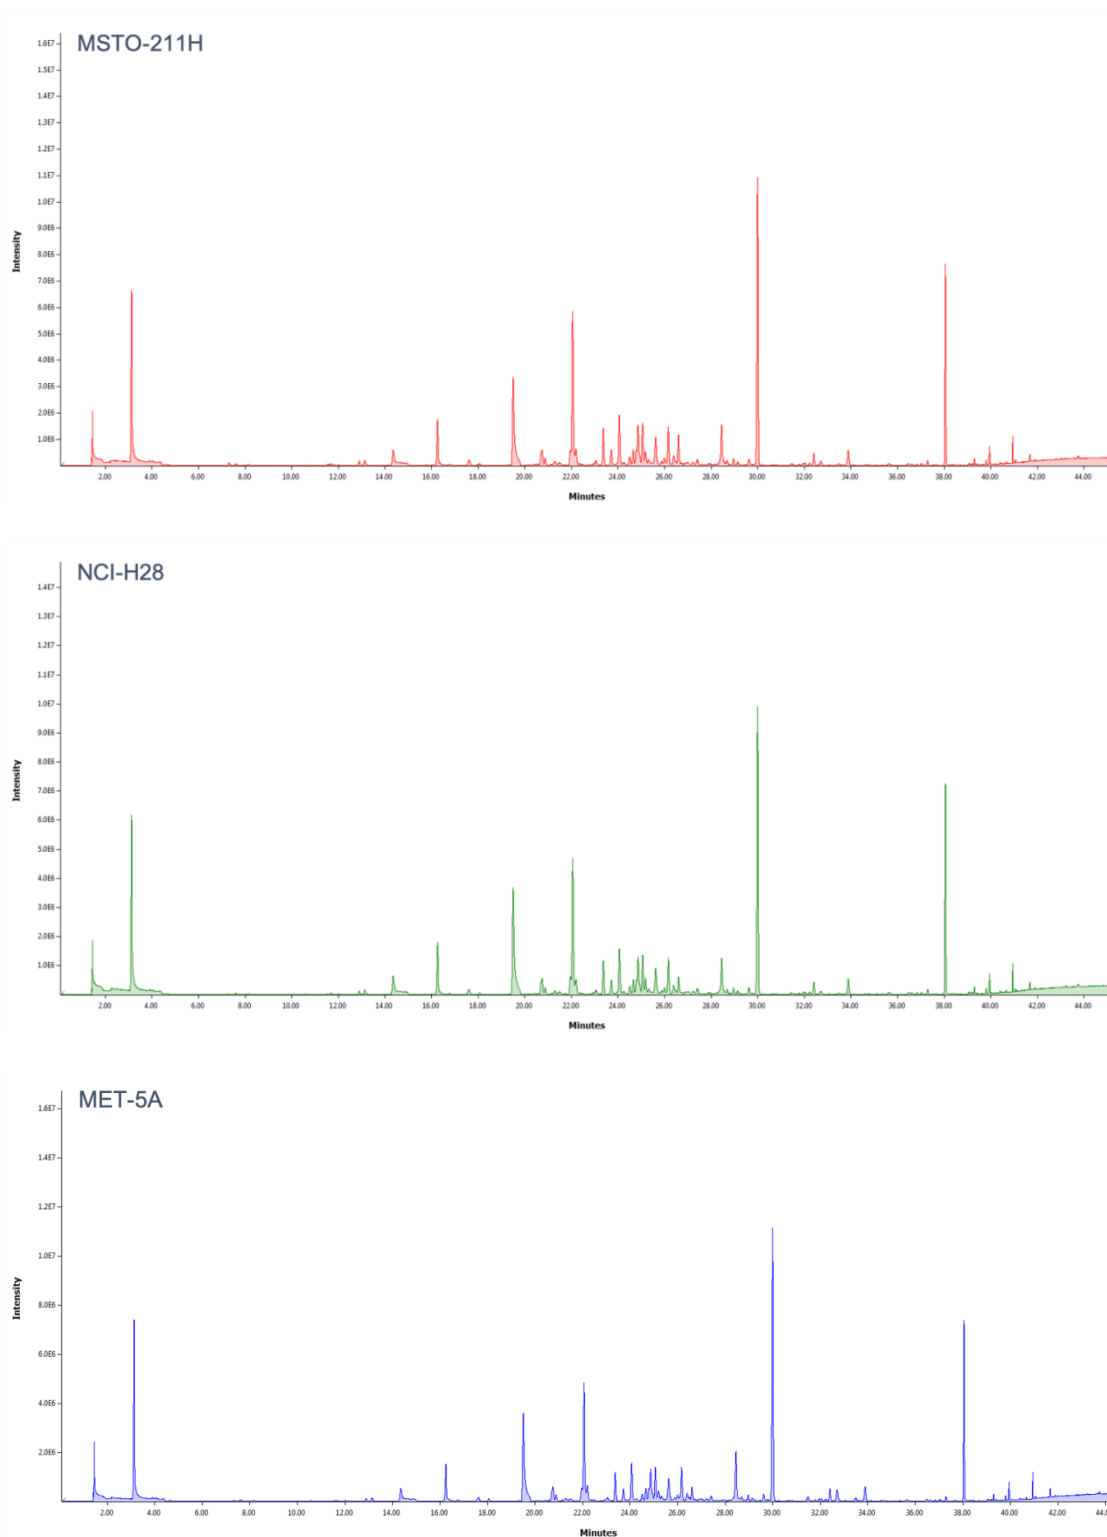 MSTO-211H
1.6E7
1.5E7
1.4E7
1.3E7
1.2E7
1.1E7
1.0E7
9.0E6
8.0E6
7.0E6
6.0E6
5.0E6
4.0E6
3.0E6
2.0E6
1.0E6
Intensity
2.00 4.00 6.00 8.00 10.00 12.00 14.00 16.00 18.00 20.00 22.00 24.00 26.00 28.00 30.00 32.00 34.00 36.00 38.00 40.00 42.00 44.00
Minutes
NCI-H28
1.4E7
1.3E7
1.2E7
1.1E7
1.0E7
9.0E6
8.0E6
7.0E6
6.0E6
5.0E6
4.0E6
3.0E6
2.0E6
1.0E6
Intensity
2.00 4.00 6.00 8.00 10.00 12.00 14.00 16.00 18.00 20.00 22.00 24.00 26.00 28.00 30.00 32.00 34.00 36.00 38.00 40.00 42.00 44.00
Minutes
MET-5A
1.6E7
1.4E7
1.2E7
1.0E7
8.0E6
6.0E6
4.0E6
2.0E6
Intensity
2.00 4.00 6.00 8.00 10.00 12.00 14.00 16.00 18.00 20.00 22.00 24.00 26.00 28.00 30.00 32.00 34.00 36.00 38.00 40.00 42.00
Minutes